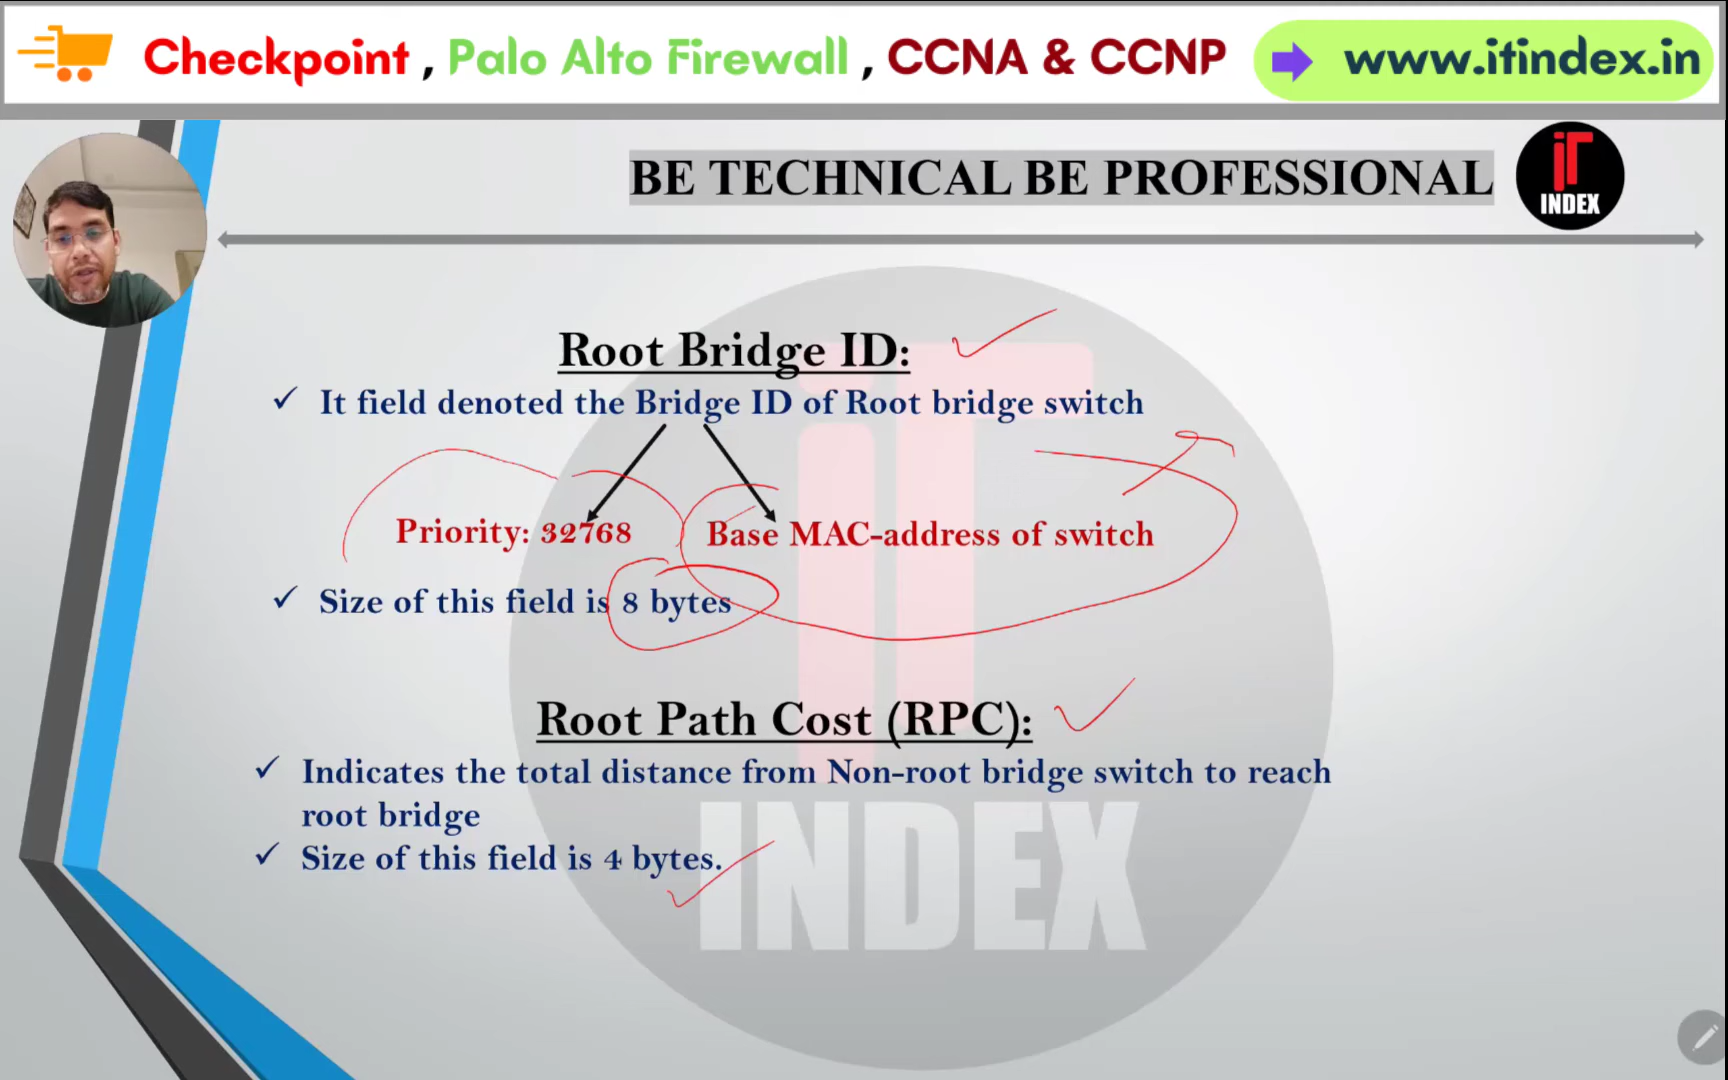 Checkpoint , Palo Alto Firewall , CCNA & CCNP www.itindex.in
BE TECHNICAL BE PROFESSIONAL
iT
INDEX
Root Bridge ID:
✓ It field denoted the Bridge ID of Root bridge switch
Priority: 32768 Base MAC-address of switch
✓ Size of this field is 8 bytes
Root Path Cost (RPC):
✓ Indicates the total distance from Non-root bridge switch to reach
root bridge
✓ Size of this field is 4 bytes.
iT
INDEX